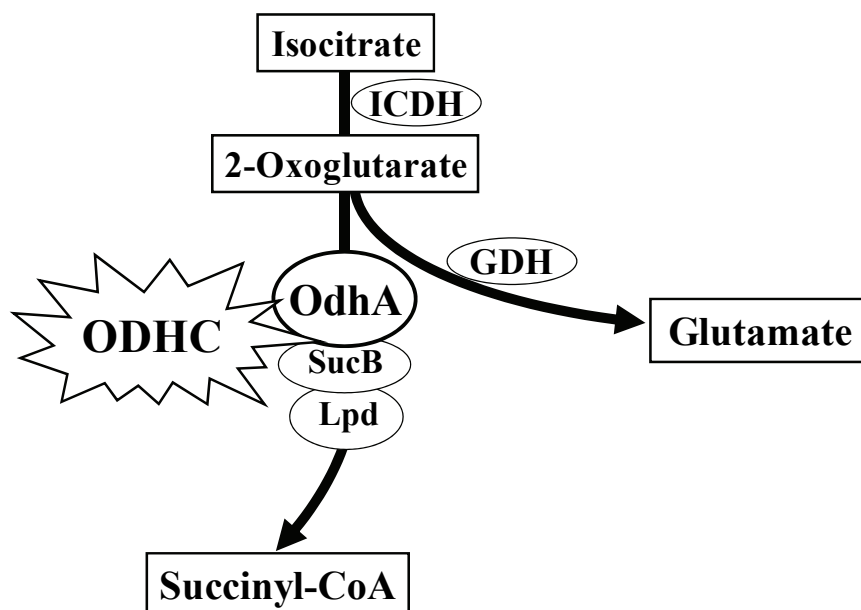 Isocitrate
ICDH
2-Oxoglutarate
GDH
OdhA
ODHC
Glutamate
SucB
Lpd
Succinyl-CoA